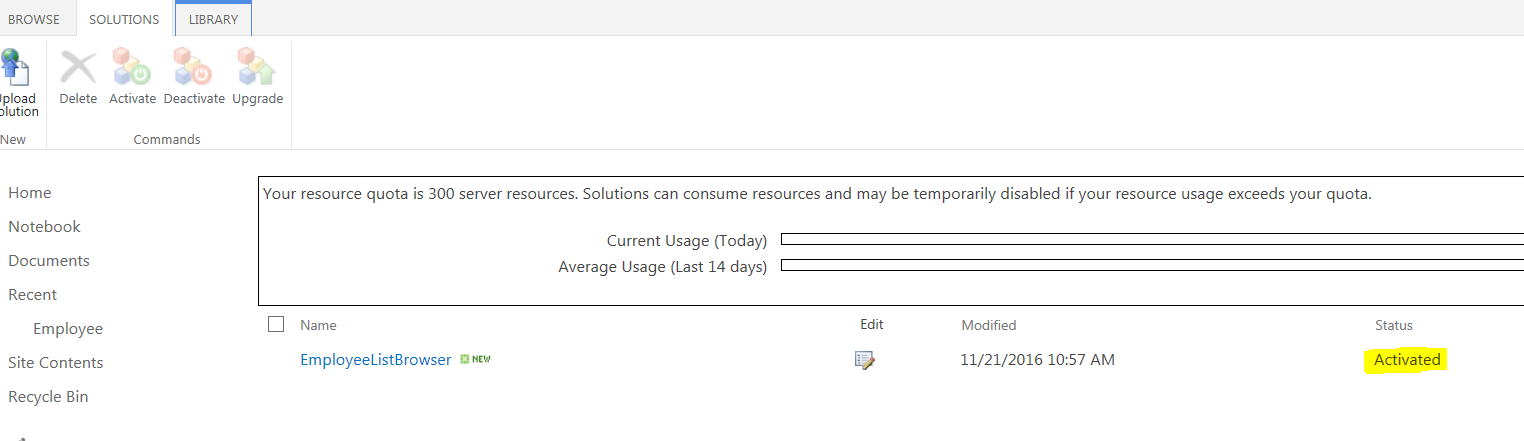 BROWSE SOLUTIONS LIBRARY
Upload Solution Delete Activate Deactivate Upgrade
New Commands
Home
Notebook
Documents
Recent
Employee
Site Contents
Recycle Bin
Your resource quota is 300 server resources. Solutions can consume resources and may be temporarily disabled if your resource usage exceeds your quota.
Current Usage (Today)
Average Usage (Last 14 days)
Name Edit Modified Status
EmployeeListBrowser NEW 11/21/2016 10:57 AM Activated